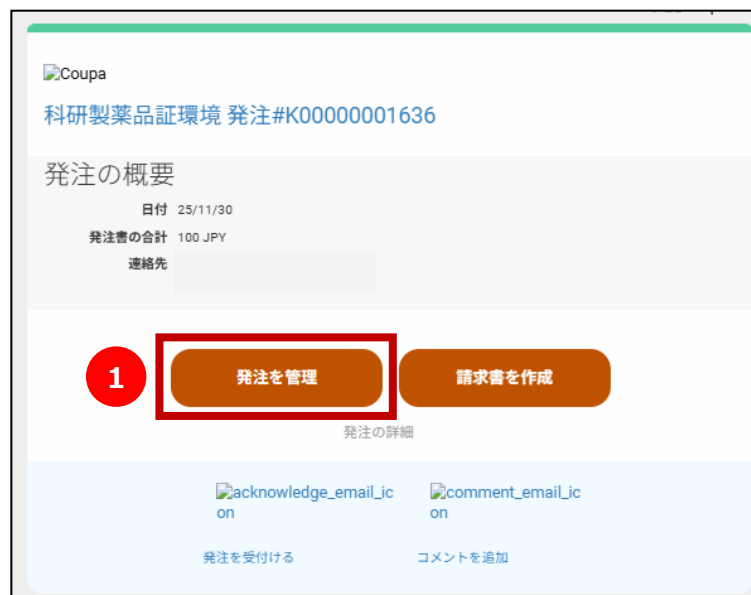 Coupa
科研製薬品証環境 発注#K00000001636
発注の概要
日付 25/11/30
発注書の合計 100 JPY
連絡先
1
発注を管理 請求書を作成
発注の詳細
acknowledge_email_ic
on
comment_email_ic
on
発注を受付ける コメントを追加